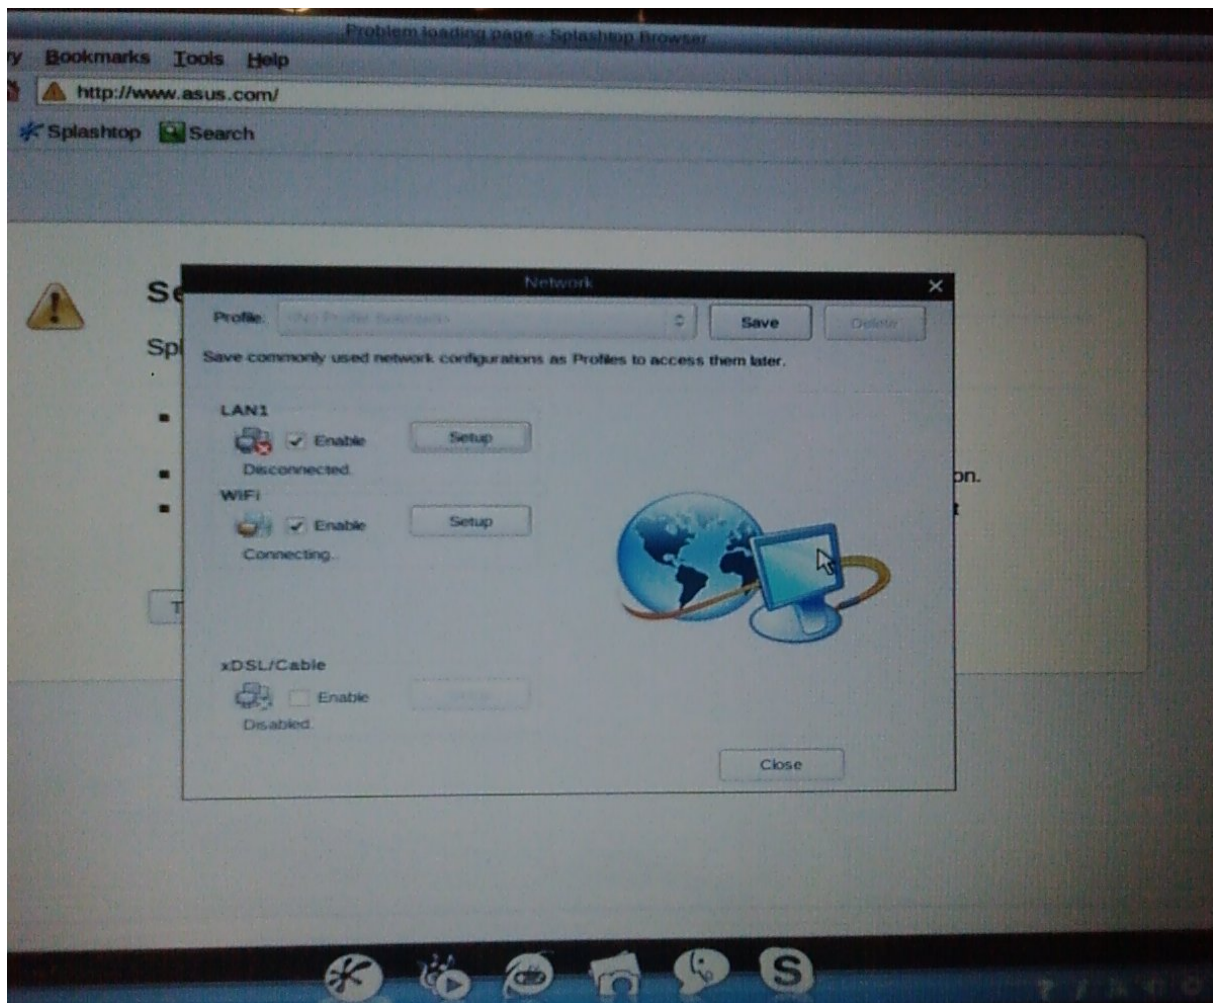 Problem loading page - Splashtop Browser
ry Bookmarks Tools Help
http://www.asus.com/
Splashtop Search
Se
Network
Profile: Save Delete
Spl
Save commonly used network configurations as Profiles to access them later.
LAN1
Enable Setup
Disconnected.
on.
WiFi
Enable Setup
t
Connecting..
T
xDSL/Cable
Enable
Disabled.
Close
S